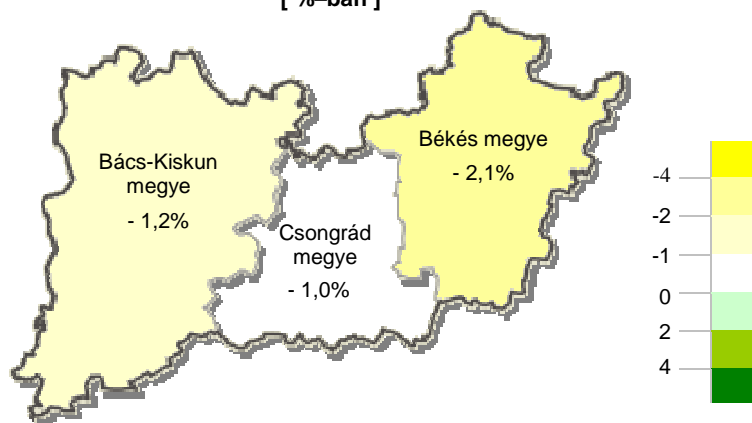 [ %–ban ]
Bács-Kiskun
megye
- 1,2%
Csongrád
megye
- 1,0%
Békés megye
- 2,1%
-4
-2
-1
0
2
4